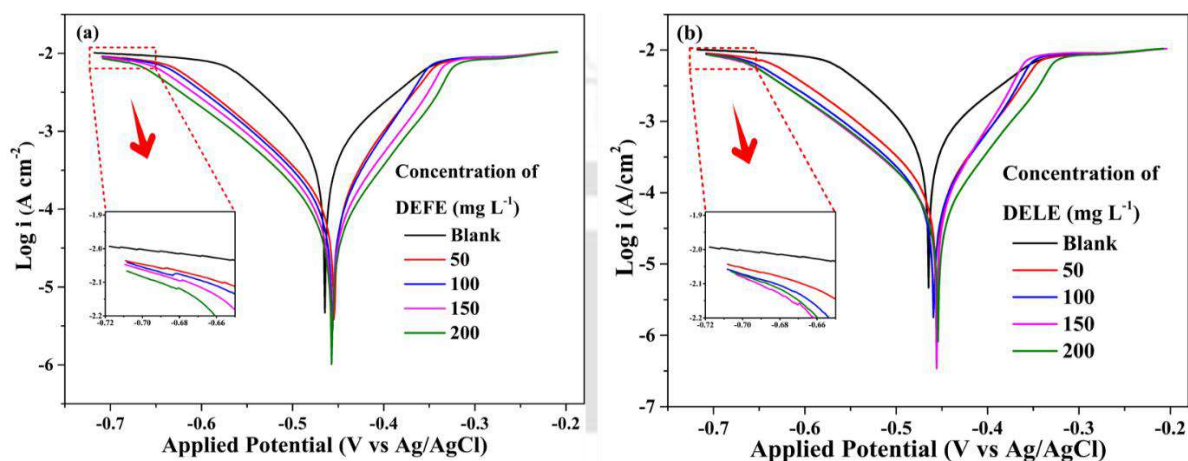 (a)
-2
-3
-4
-5
-6
Log i (A cm⁻²)
Concentration of
DEFE (mg L⁻¹)
Blank
50
100
150
200
-1.9
-2.0
-2.1
-2.2
-0.72 -0.70 -0.68 -0.66
-0.7 -0.6 -0.5 -0.4 -0.3 -0.2
Applied Potential (V vs Ag/AgCl)
(b)
-1
-2
-3
-4
-5
-6
-7
Log i (A/cm²)
Concentration of
DELE (mg L⁻¹)
Blank
50
100
150
200
-1.9
-2.0
-2.1
-2.2
-0.72 -0.70 -0.68 -0.66
-0.7 -0.6 -0.5 -0.4 -0.3 -0.2
Applied Potential (V vs Ag/AgCl)